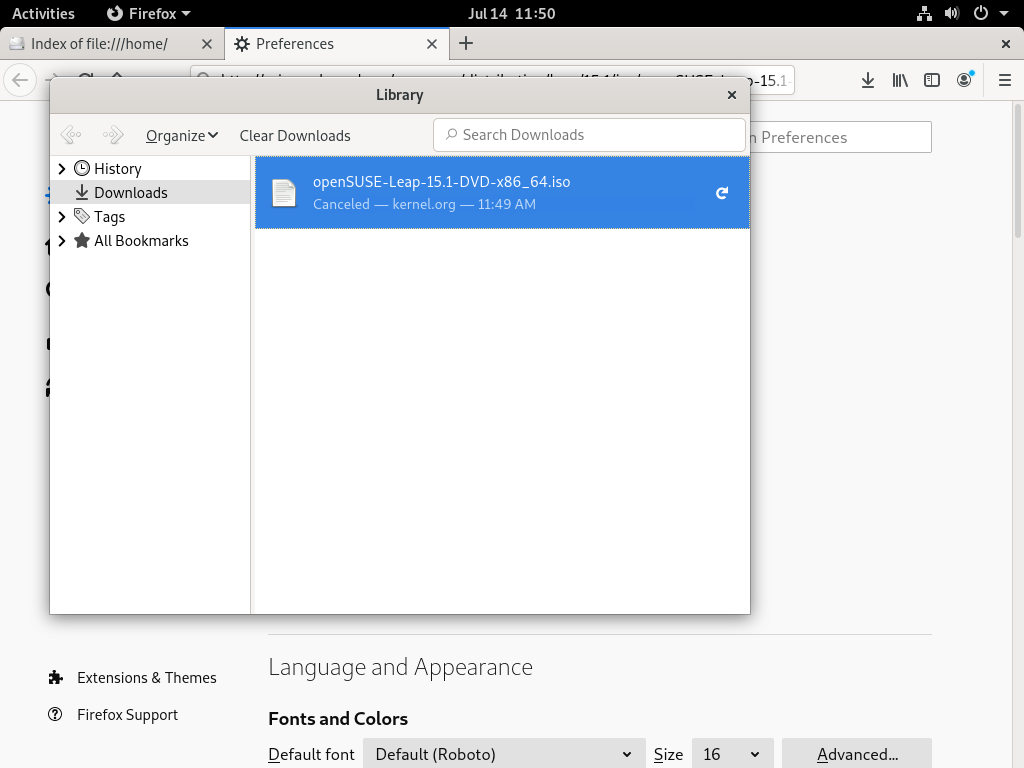 Activities
Firefox
Jul 14 11:50
Index of file:///home/
Preferences
Library
Organize
Clear Downloads
Search Downloads
Preferences
History
Downloads
Tags
All Bookmarks
openSUSE-Leap-15.1-DVD-x86_64.iso
Canceled — kernel.org — 11:49 AM
Extensions & Themes
Firefox Support
Language and Appearance
Fonts and Colors
Default font
Default (Roboto)
Size
16
Advanced...